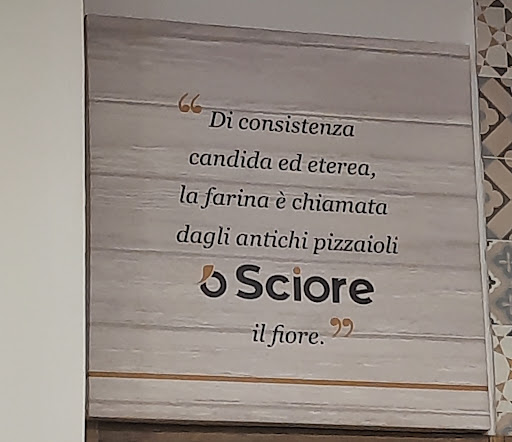 “ Di consistenza
candida ed eterea,
la farina è chiamata
dagli antichi pizzaioli
'o Sciore
il fiore. ”